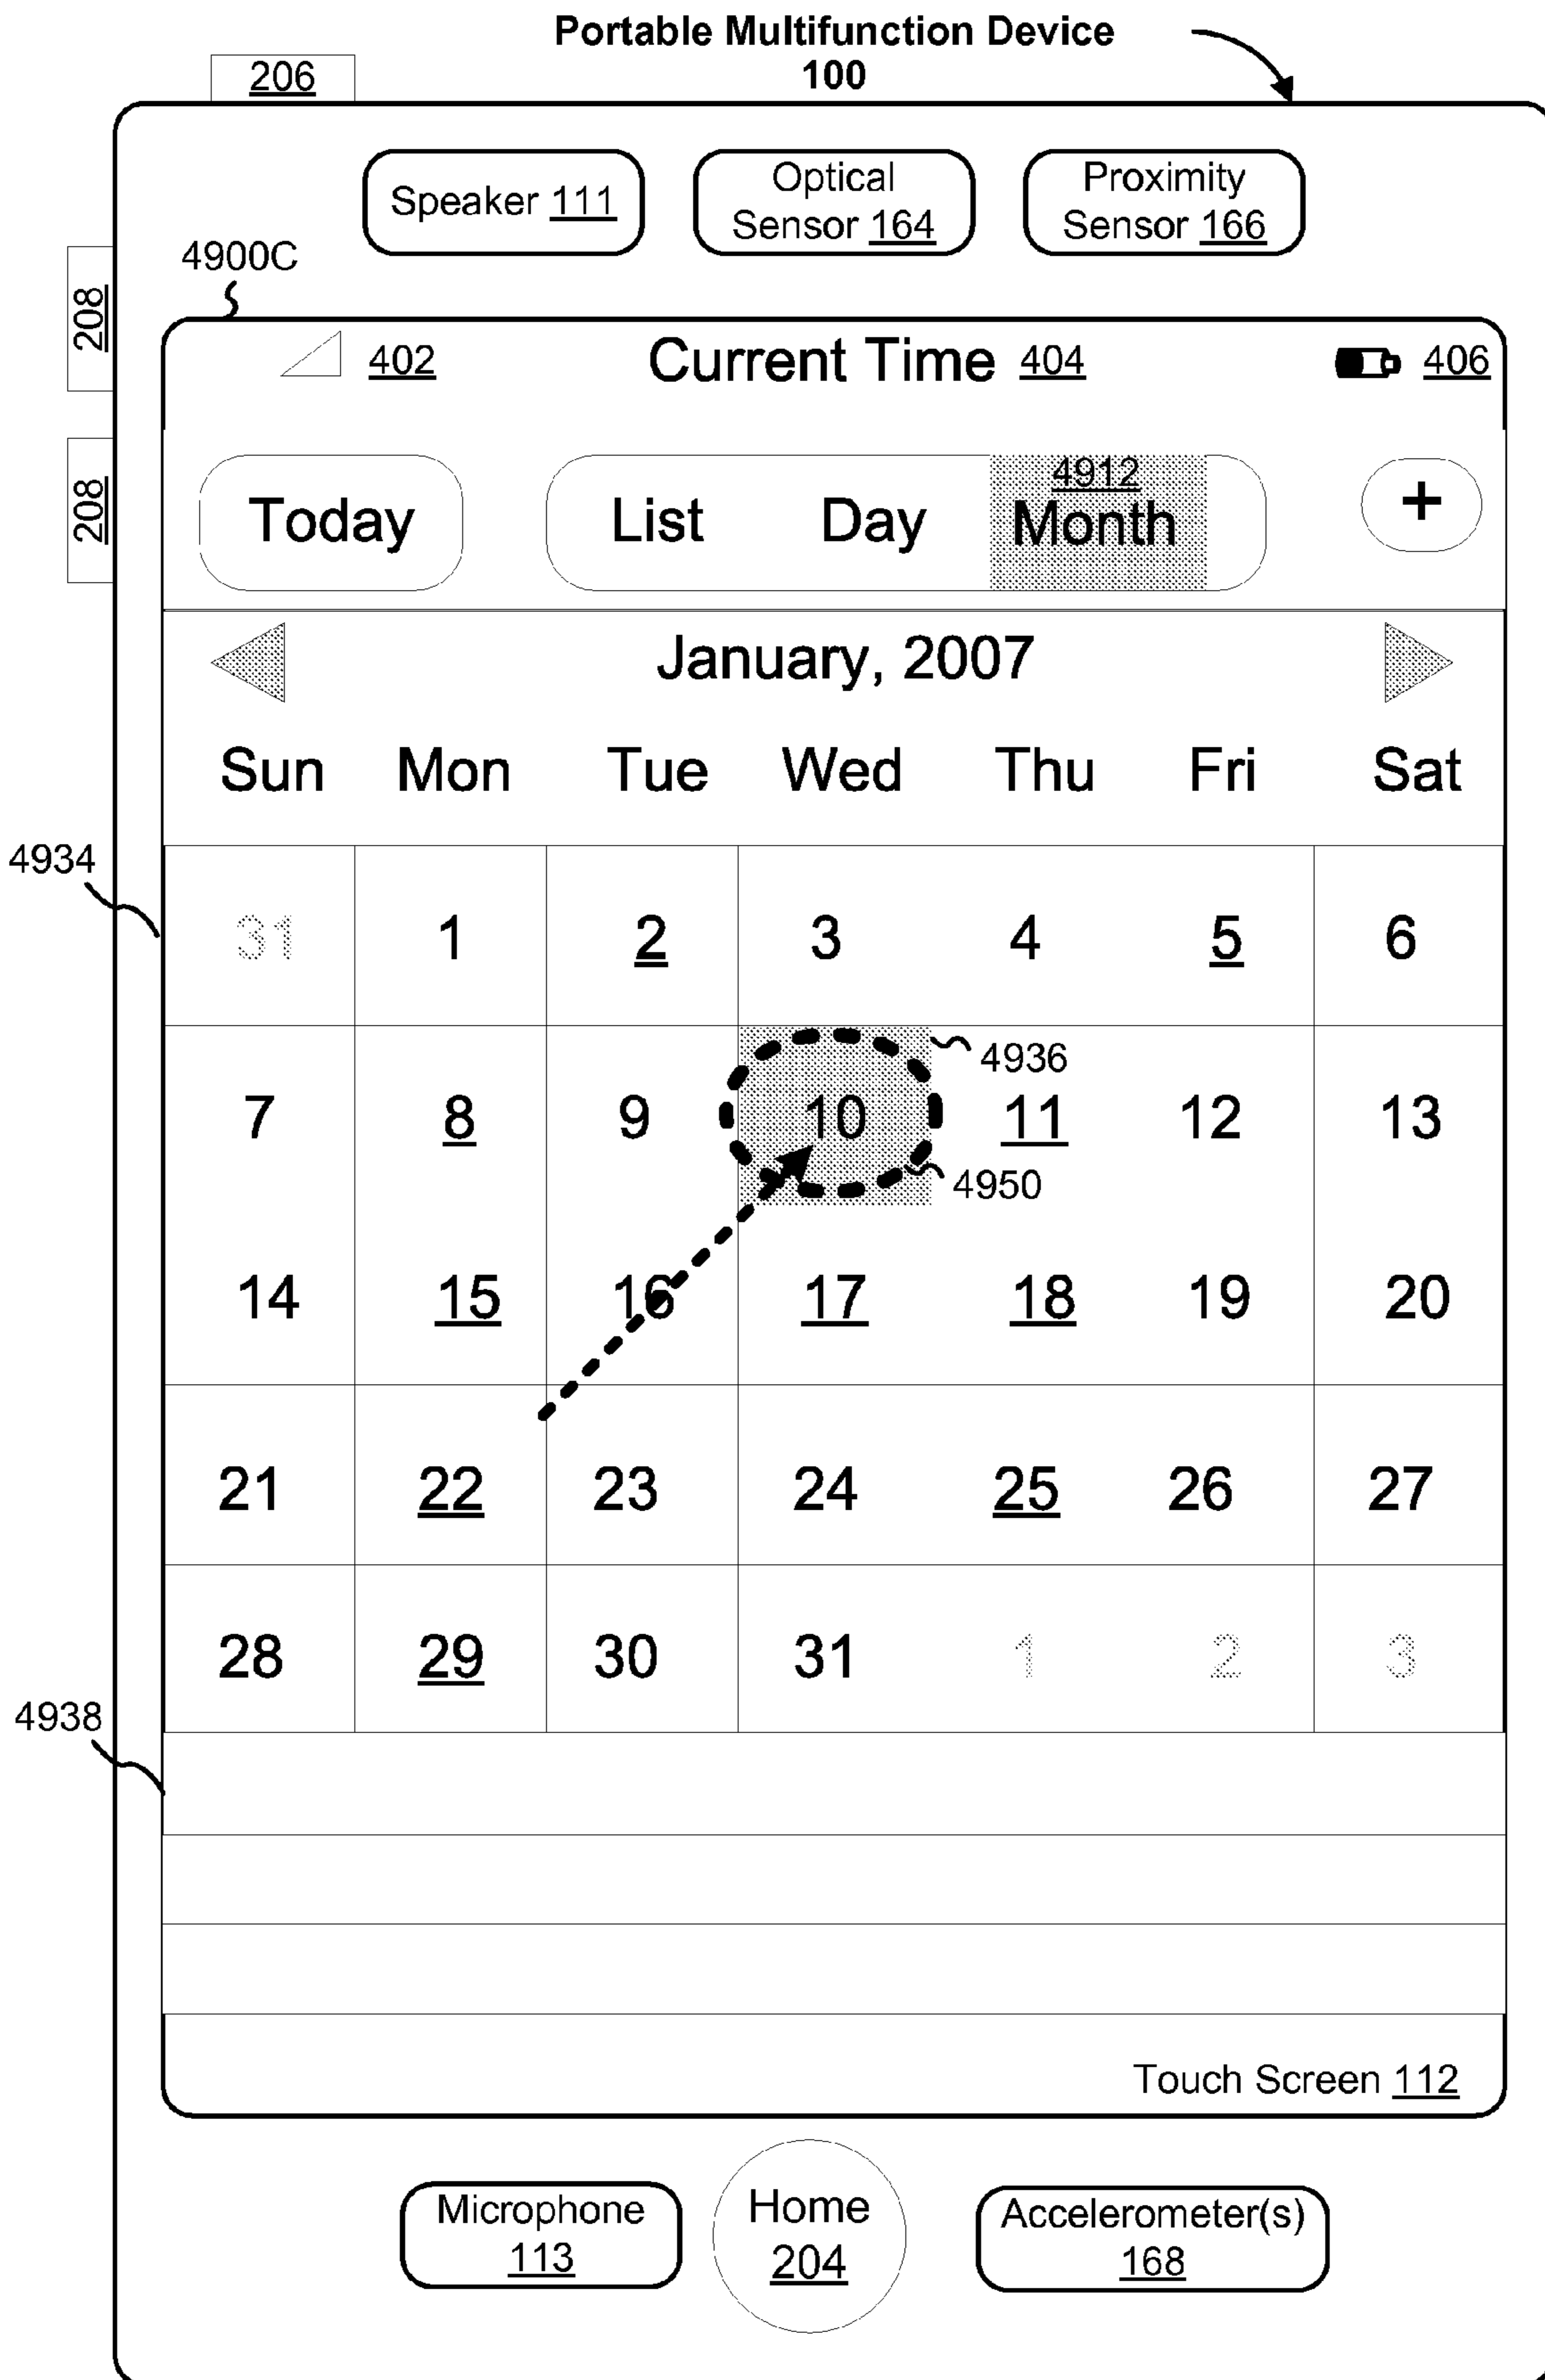 Portable Multifunction Device
100
206
Speaker 111
Optical
Sensor 164
Proximity
Sensor 166
4900C
208
402
Current Time 404
406
208
Today
List
Day
4912
Month
+
January, 2007
Sun Mon Tue Wed Thu Fri Sat
4934
31 1 2 3 4 5 6
4936
7 8 9 10 11 12 13
4950
14 15 16 17 18 19 20
21 22 23 24 25 26 27
28 29 30 31 1 2 3
4938
Touch Screen 112
Microphone
113
Home
204
Accelerometer(s)
168